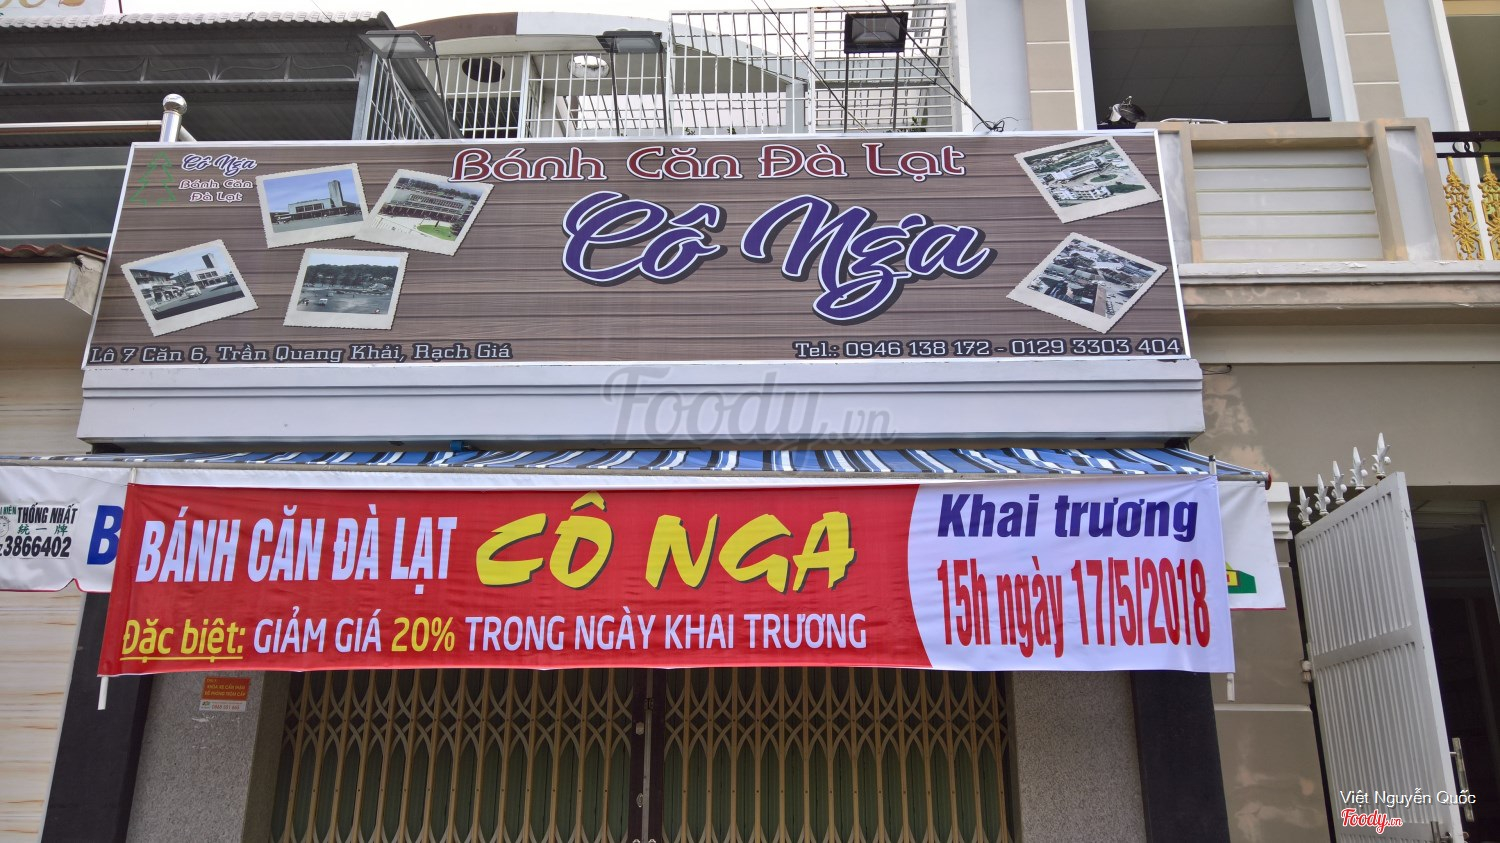 Cô Nga
Bánh Căn
Đà Lạt
Bánh Căn Đà Lạt
Cô Nga
Lô 7 Căn 6, Trần Quang Khải, Rạch Giá
Tel.: 0946 138 172 - 0129 3303 404
Foody.vn
THỐNG NHẤT
統一牌
3866402
B
BÁNH CĂN ĐÀ LẠT CÔ NGA
Đặc biệt: GIẢM GIÁ 20% TRONG NGÀY KHAI TRƯƠNG
Khai trương
15h ngày 17/5/2018
Việt Nguyễn Quốc
Foody.vn